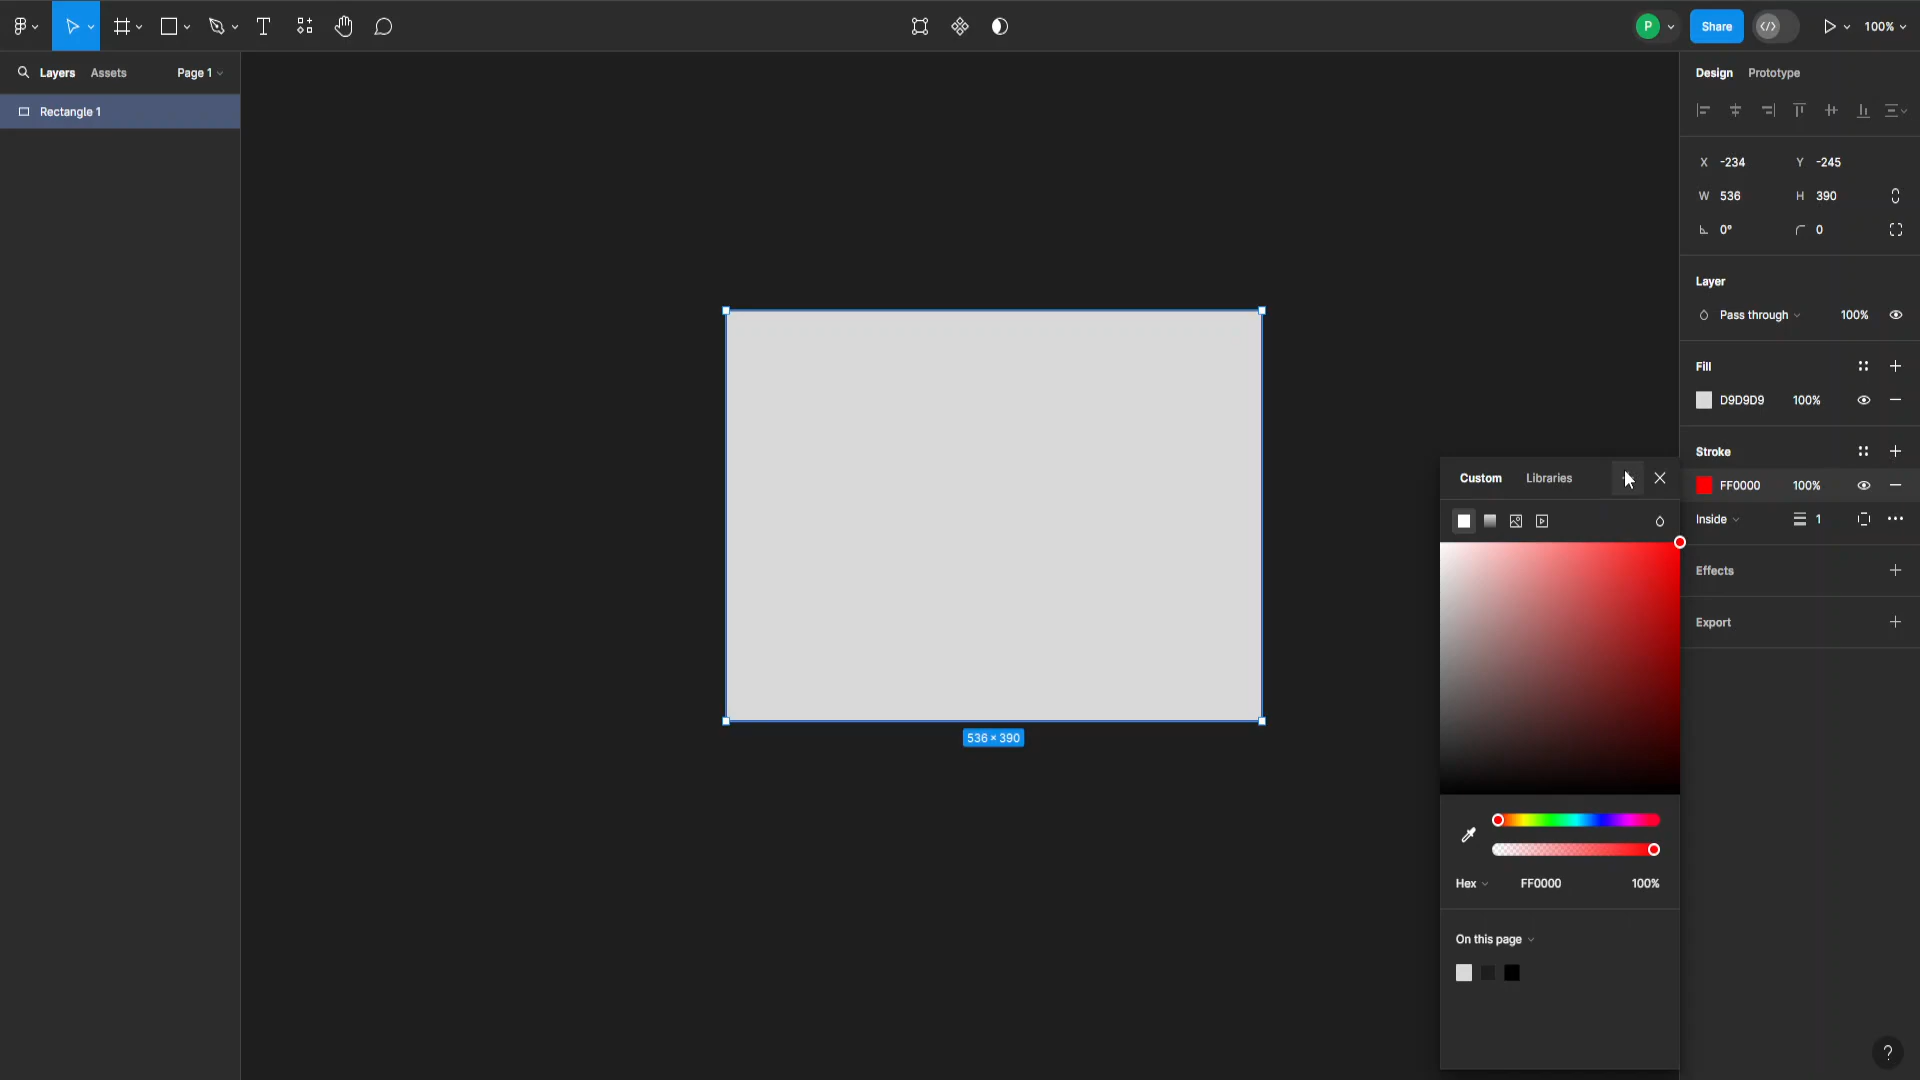 P
Share
100%
Layers
Assets
Page 1
Design
Prototype
Rectangle 1
X -234
Y -245
W 536
H 390
0°
0
Layer
Pass through
100%
Fill
D9D9D9
100%
Stroke
Custom
Libraries
FF0000
100%
Inside
1
Effects
Export
536 × 390
Hex
FF0000
100%
On this page
?